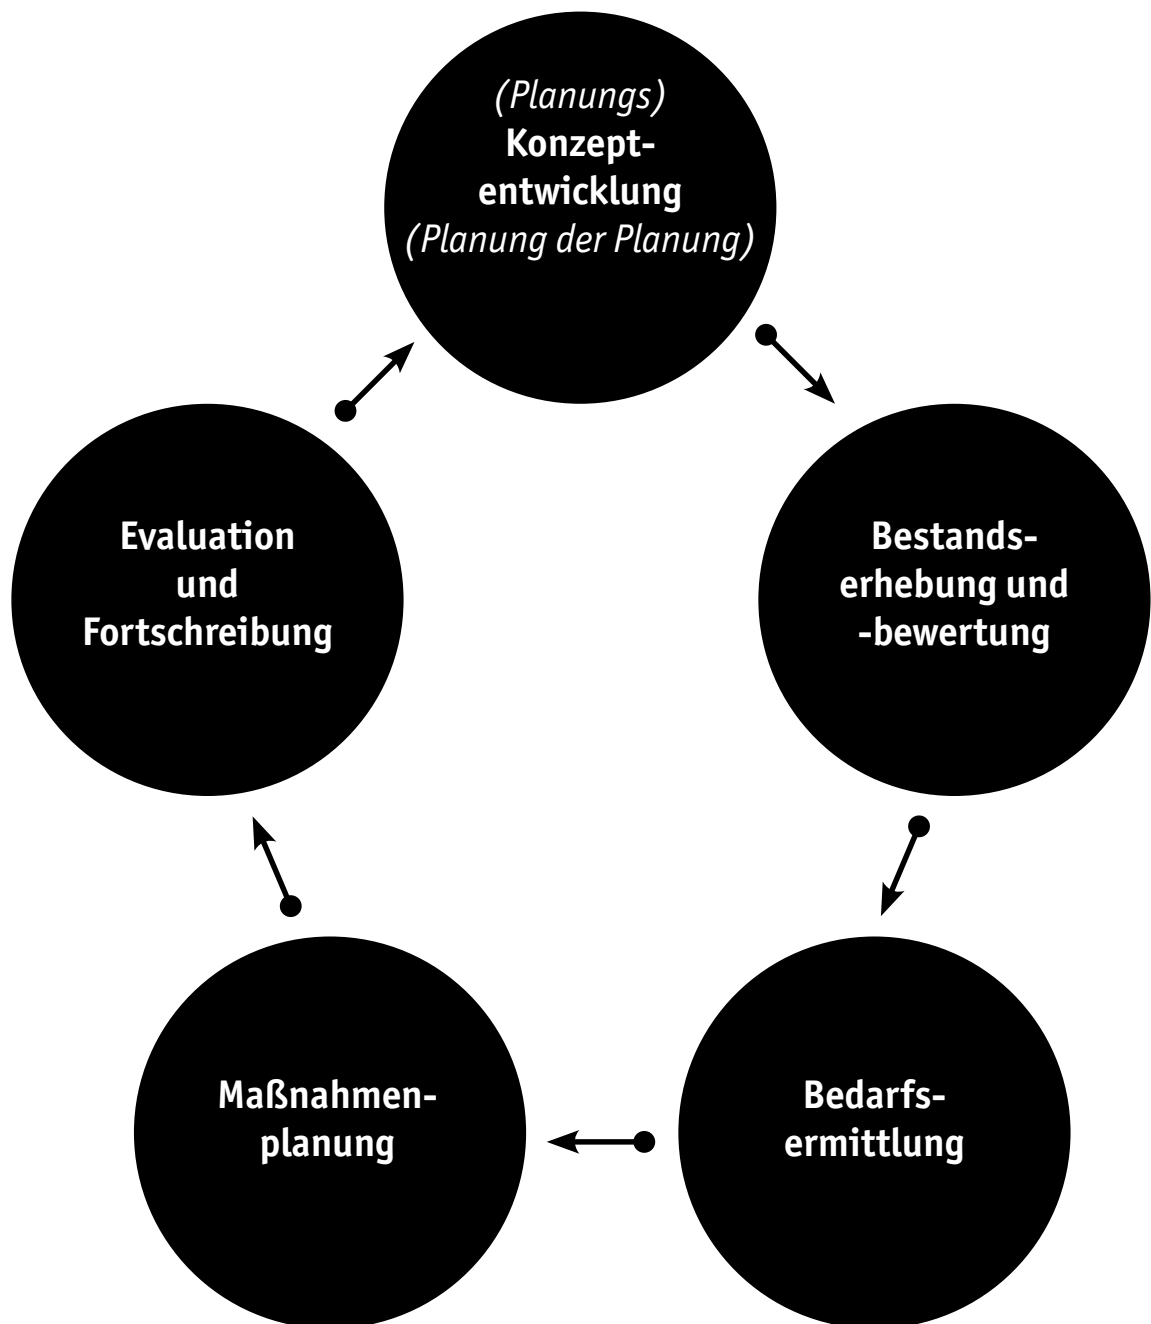 (Planungs)
Konzept-
entwicklung
(Planung der Planung)
Bestands-
erhebung und
-bewertung
Bedarfs-
ermittlung
Maßnahmen-
planung
Evaluation
und
Fortschreibung